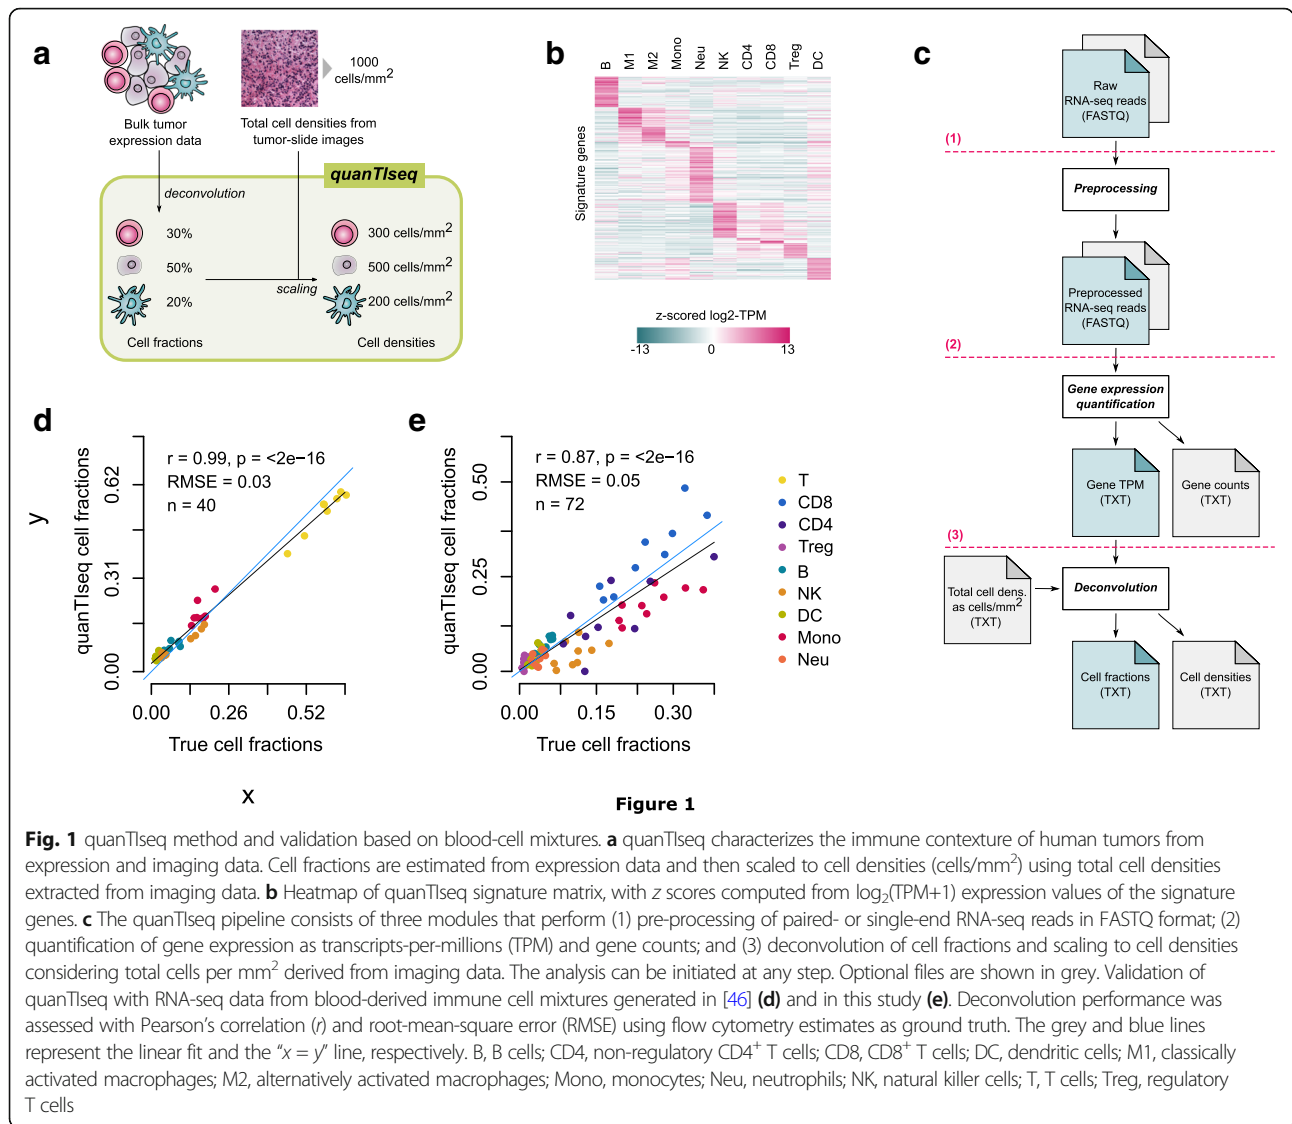 a
Bulk tumor
expression data
1000
cells/mm2
Total cell densities from
tumor-slide images
quanTIseq
deconvolution
30%
50%
20%
scaling
300 cells/mm2
500 cells/mm2
200 cells/mm2
Cell fractions
Cell densities
b
B
M1
M2
Mono
Neu
NK
CD4
CD8
Treg
DC
Signature genes
z-scored log2-TPM
-13
0
13
c
Raw
RNA-seq reads
(FASTQ)
(1)
Preprocessing
Preprocessed
RNA-seq reads
(FASTQ)
(2)
Gene expression
quantification
Gene TPM
(TXT)
Gene counts
(TXT)
(3)
Total cell dens.
as cells/mm2
(TXT)
Deconvolution
Cell fractions
(TXT)
Cell densities
(TXT)
d
y
quanTIseq cell fractions
0.62
0.31
0.00
r = 0.99, p = <2e−16
RMSE = 0.03
n = 40
0.00
0.26
0.52
True cell fractions
x
e
quanTIseq cell fractions
0.50
0.25
0.00
r = 0.87, p = <2e−16
RMSE = 0.05
n = 72
0.00
0.15
0.30
True cell fractions
T
CD8
CD4
Treg
B
NK
DC
Mono
Neu
Figure 1
Fig. 1 quanTIseq method and validation based on blood-cell mixtures. a quanTIseq characterizes the immune contexture of human tumors from
expression and imaging data. Cell fractions are estimated from expression data and then scaled to cell densities (cells/mm2) using total cell densities
extracted from imaging data. b Heatmap of quanTIseq signature matrix, with z scores computed from log2(TPM+1) expression values of the signature
genes. c The quanTIseq pipeline consists of three modules that perform (1) pre-processing of paired- or single-end RNA-seq reads in FASTQ format; (2)
quantification of gene expression as transcripts-per-millions (TPM) and gene counts; and (3) deconvolution of cell fractions and scaling to cell densities
considering total cells per mm2 derived from imaging data. The analysis can be initiated at any step. Optional files are shown in grey. Validation of
quanTIseq with RNA-seq data from blood-derived immune cell mixtures generated in [46] (d) and in this study (e). Deconvolution performance was
assessed with Pearson's correlation (r) and root-mean-square error (RMSE) using flow cytometry estimates as ground truth. The grey and blue lines
represent the linear fit and the "x = y" line, respectively. B, B cells; CD4, non-regulatory CD4+ T cells; CD8, CD8+ T cells; DC, dendritic cells; M1, classically
activated macrophages; M2, alternatively activated macrophages; Mono, monocytes; Neu, neutrophils; NK, natural killer cells; T, T cells; Treg, regulatory
T cells